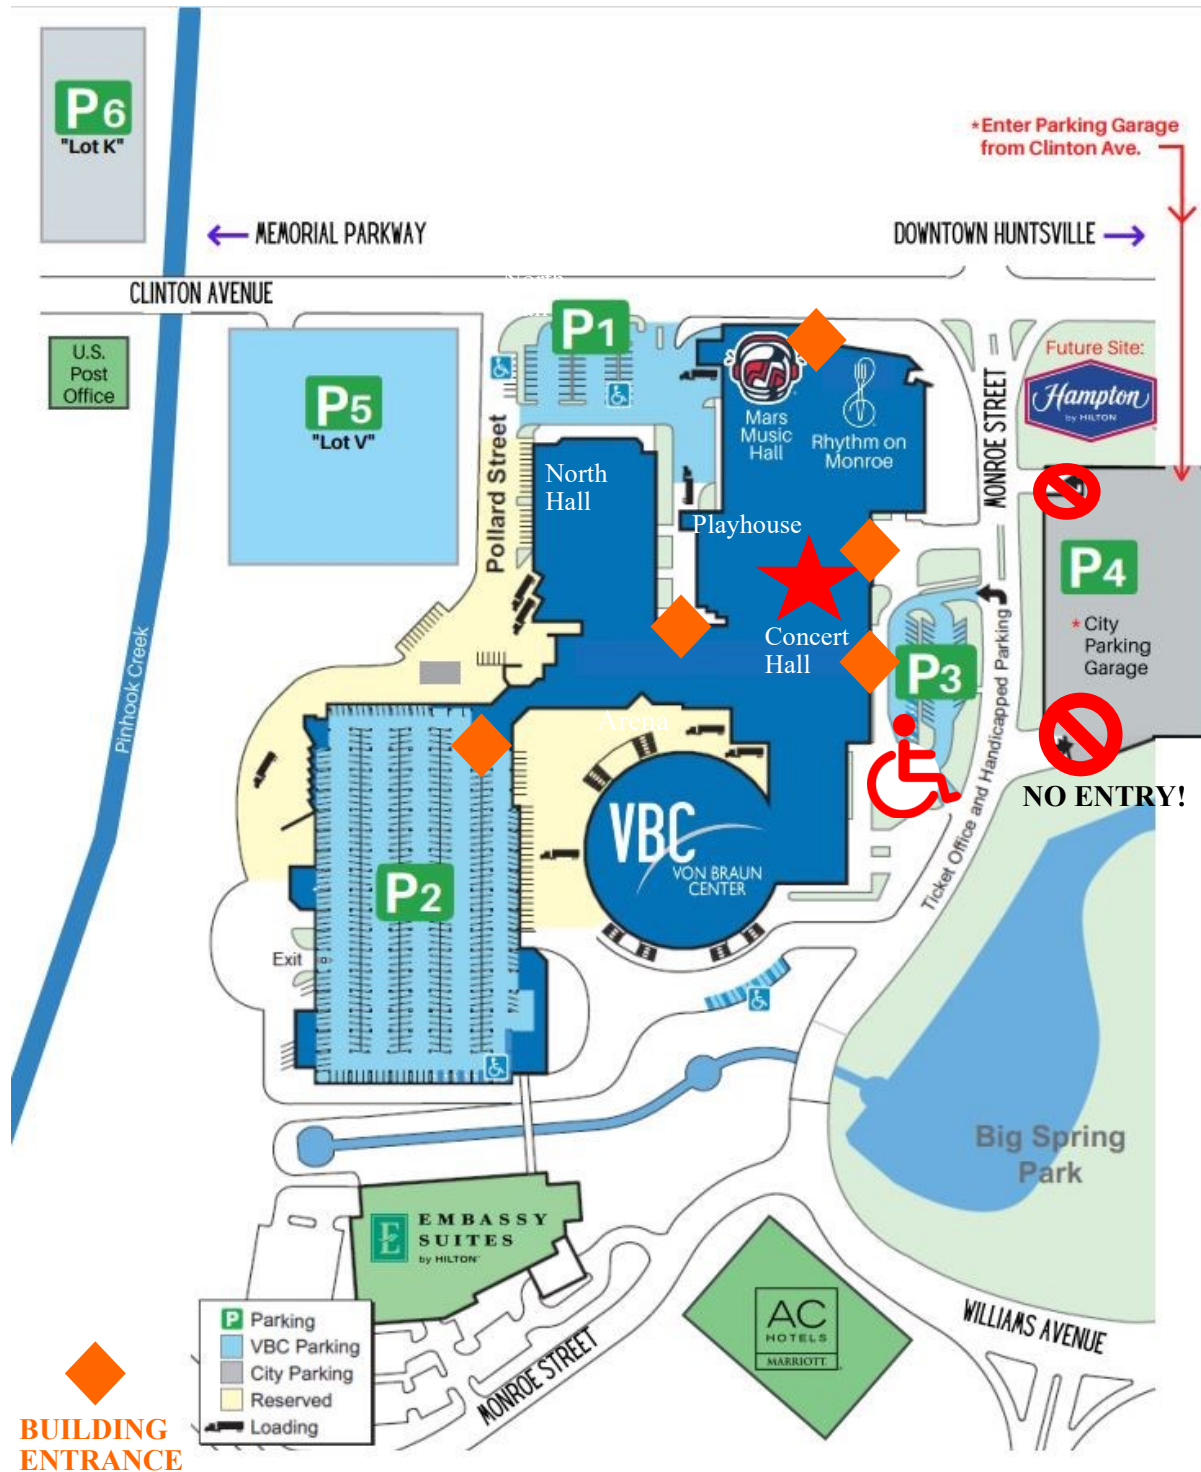 P6
"Lot K"
*Enter Parking Garage
from Clinton Ave.
MEMORIAL PARKWAY
DOWNTOWN HUNTSVILLE
North
CLINTON AVENUE
P1
U.S.
Post
Office
P5
"Lot V"
Pollard Street
Mars
Music
Hall
Rhythm on
Monroe
MONROE STREET
Future Site:
Hampton
by HILTON
North
Hall
Playhouse
P4
* City
Parking
Garage
Concert
Hall
P3
Ticket Office and Handicapped Parking
Pinhook Creek
Arena
NO ENTRY!
VBC
VON BRAUN
CENTER
P2
Exit
Big Spring
Park
E
EMBASSY
SUITES
by HILTON
AC
HOTELS
MARRIOTT
WILLIAMS AVENUE
MONROE STREET
P Parking
VBC Parking
City Parking
Reserved
Loading
BUILDING
ENTRANCE